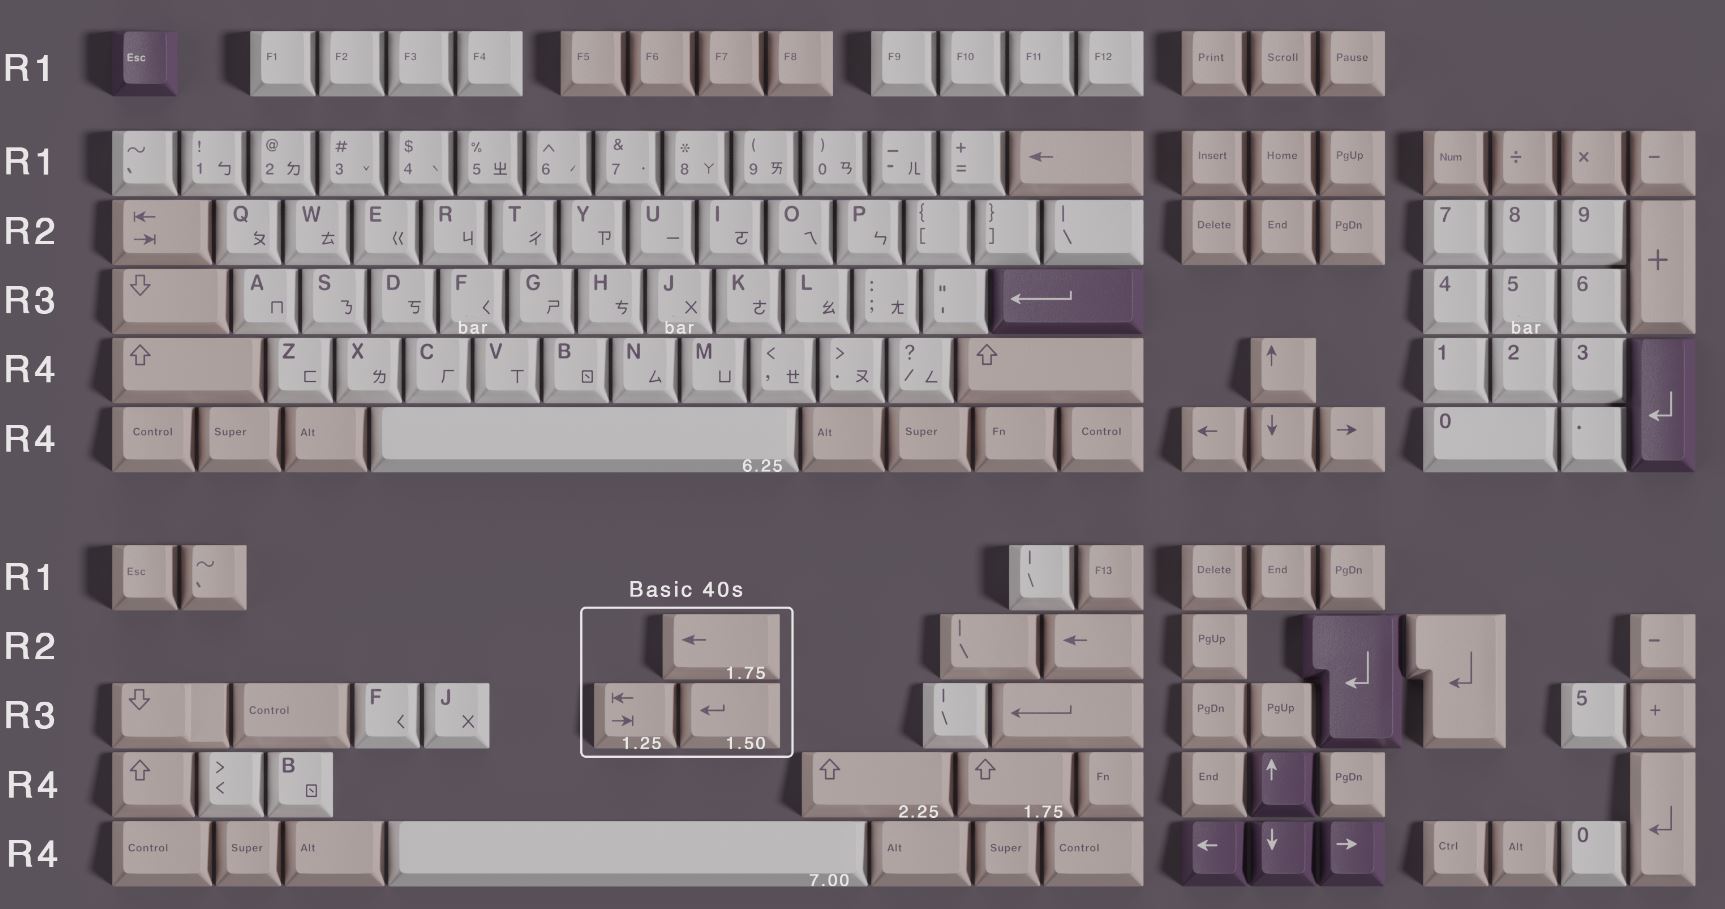 R1 Esc F1 F2 F3 F4 F5 F6 F7 F8 F9 F10 F11 F12 Print Scroll Pause
R1 ~ ` ! 1 ㄅ @ 2 ㄉ # 3 ˇ $ 4 ˋ % 5 ㄓ ^ 6 ˊ & 7 ˙ * 8 ㄚ ( 9 ㄞ ) 0 ㄢ _ - ㄦ + = ← Insert Home PgUp Num ÷ × −
R2 ⇤ ⇥ Q ㄆ W ㄊ E ㄍ R ㄐ T ㄔ Y ㄗ U ㄧ I ㄛ O ㄟ P ㄣ { [ } ] | \ Delete End PgDn 7 8 9 +
R3 ⇩ A ㄇ S ㄋ D ㄎ F ㄑ bar G ㄕ H ㄘ J ㄨ bar K ㄜ L ㄠ : ; ㄤ " ' ← 4 5 bar 6
R4 ⇧ Z ㄈ X ㄌ C ㄏ V ㄒ B ㄖ N ㄙ M ㄩ < , ㄝ > . ㄡ ? / ㄥ ⇧ ↑ 1 2 3 ↵
R4 Control Super Alt 6.25 Alt Super Fn Control ← ↓ → 0 .
R1 Esc ~ ` | \ F13 Delete End PgDn
Basic 40s
R2 ← 1.75 | \ ← PgUp ↵ ↵ −
R3 ⇩ Control F ㄑ J ㄨ ⇤ ⇥ 1.25 ↵ 1.50 | \ ← PgDn PgUp 5 +
R4 ⇧ > < B ㄖ ⇧ 2.25 ⇧ 1.75 Fn End ↑ PgDn ↵
R4 Control Super Alt 7.00 Alt Super Control ← ↓ → Ctrl Alt 0